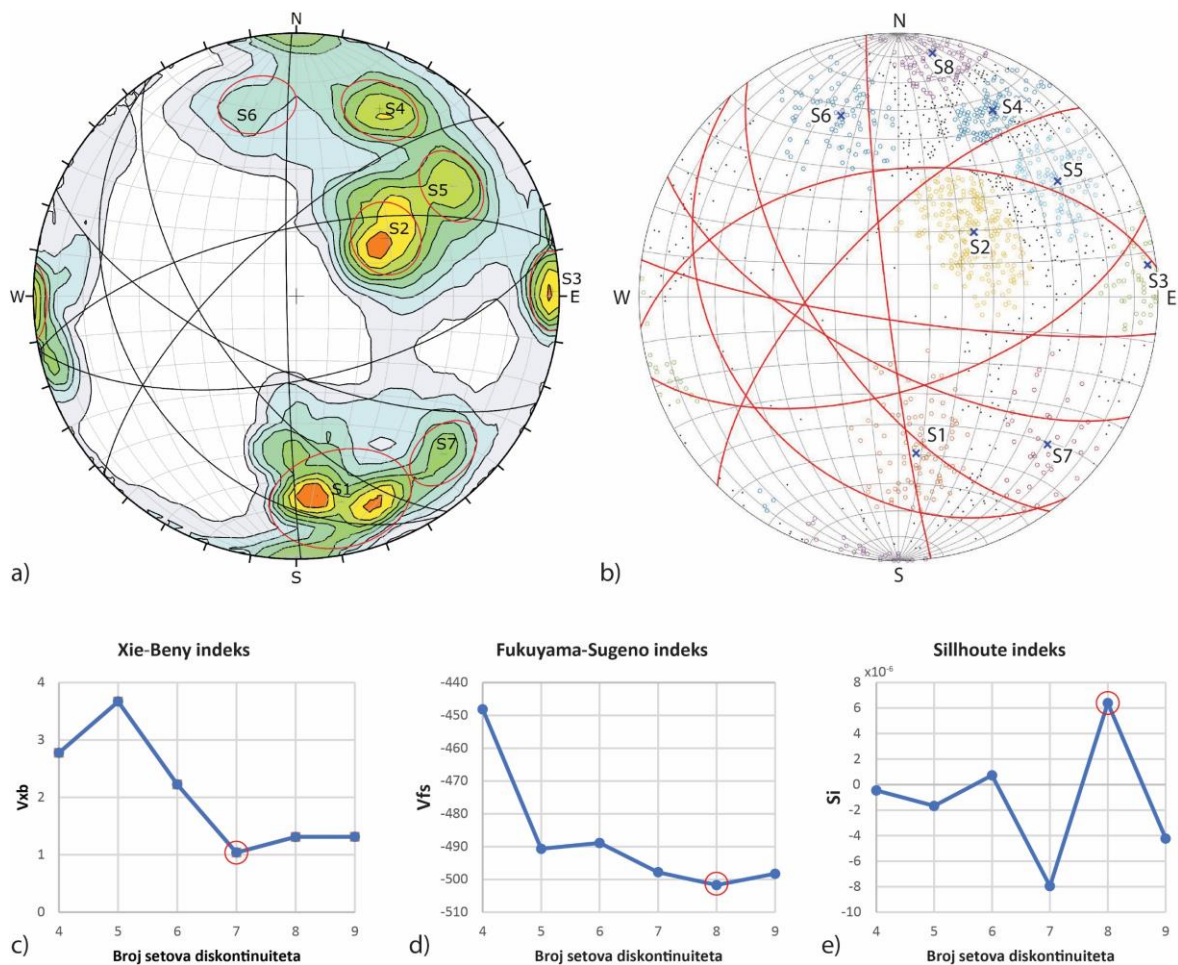 N
S6
S4
S5
S2
S3
W
E
S1
S7
S
a)
N
S8
S6
S4
S5
S2
S3
W
E
S1
S7
S
b)
Xie-Beny indeks
4
3
2
1
0
Vxb
4 5 6 7 8 9
Broj setova diskontinuiteta
c)
Fukuyama-Sugeno indeks
-440
-450
-460
-470
-480
-490
-500
-510
Vfs
4 5 6 7 8 9
Broj setova diskontinuiteta
d)
Sillhoute indeks
x10⁻⁶
8
6
4
2
0
-2
-4
-6
-8
-10
Si
4 5 6 7 8 9
Broj setova diskontinuiteta
e)